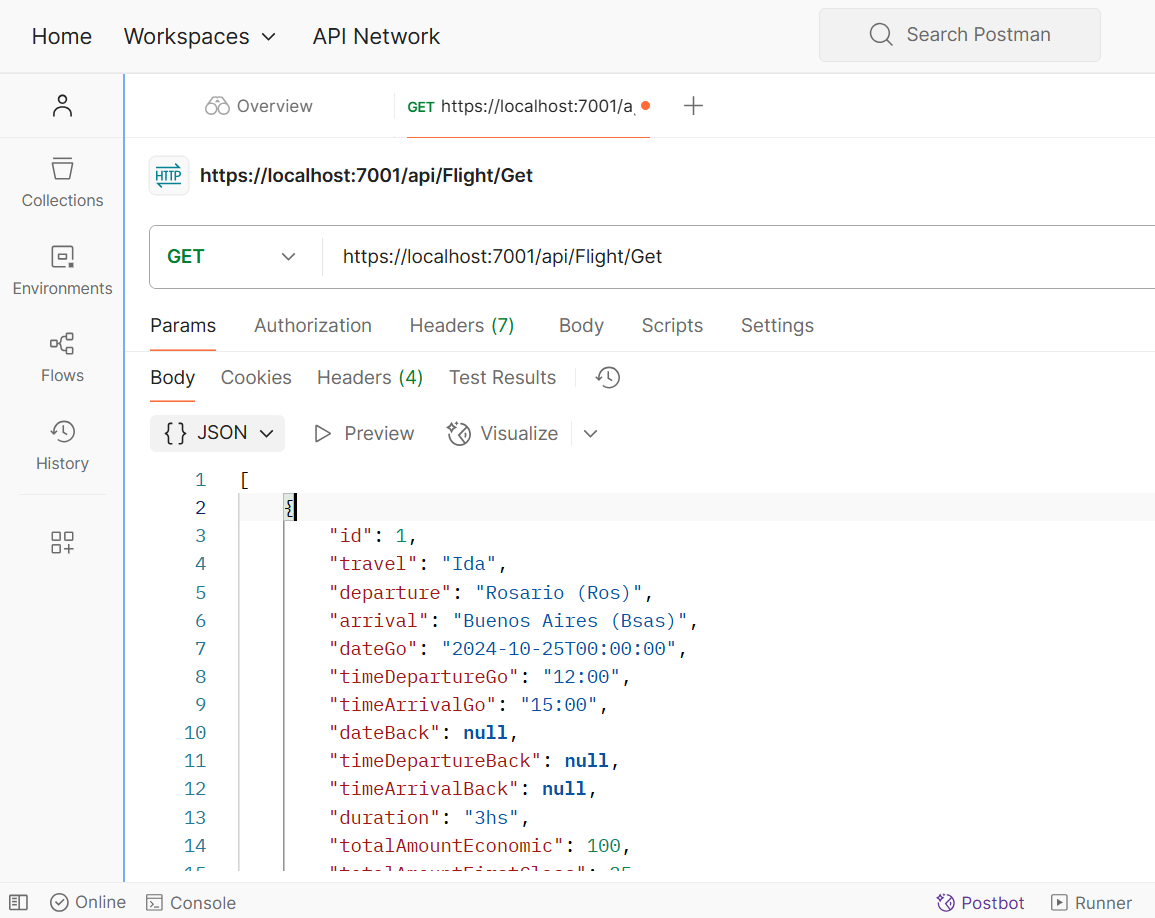 Home Workspaces API Network Search Postman
Overview GET https://localhost:7001/a
HTTP https://localhost:7001/api/Flight/Get
Collections
GET https://localhost:7001/api/Flight/Get
Environments
Params Authorization Headers (7) Body Scripts Settings
Flows
Body Cookies Headers (4) Test Results
History
{} JSON Preview Visualize
1 [
2 {
3 "id": 1,
4 "travel": "Ida",
5 "departure": "Rosario (Ros)",
6 "arrival": "Buenos Aires (Bsas)",
7 "dateGo": "2024-10-25T00:00:00",
8 "timeDepartureGo": "12:00",
9 "timeArrivalGo": "15:00",
10 "dateBack": null,
11 "timeDepartureBack": null,
12 "timeArrivalBack": null,
13 "duration": "3hs",
14 "totalAmountEconomic": 100,
Online Console Postbot Runner